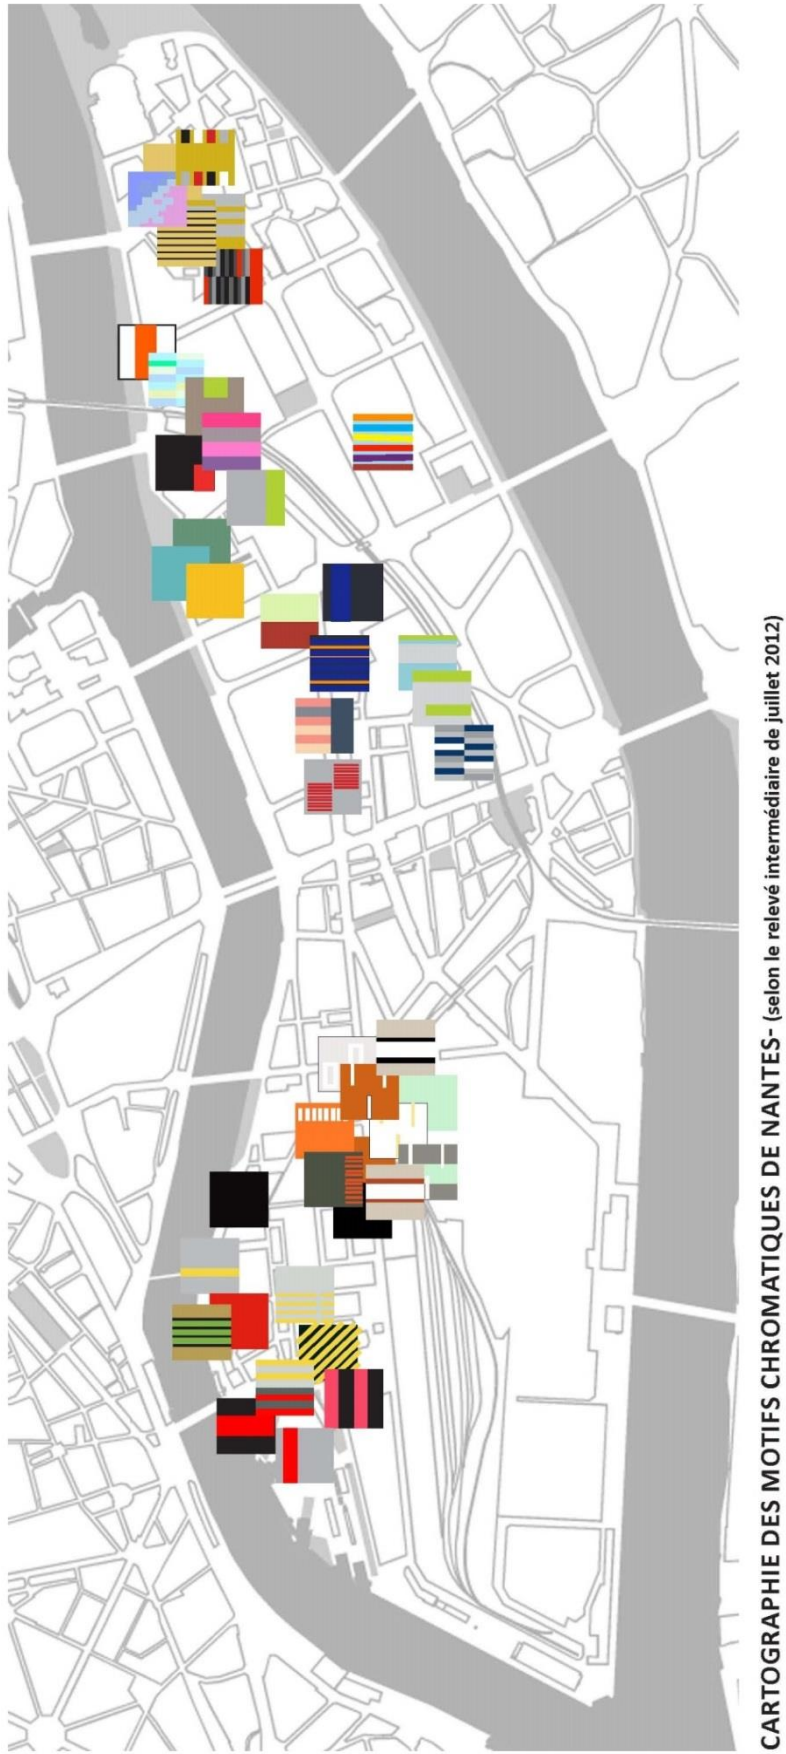 CARTOGRAPHIE DES MOTIFS CHROMATIQUES DE NANTES- (selon le relevé intermédiaire de juillet 2012)